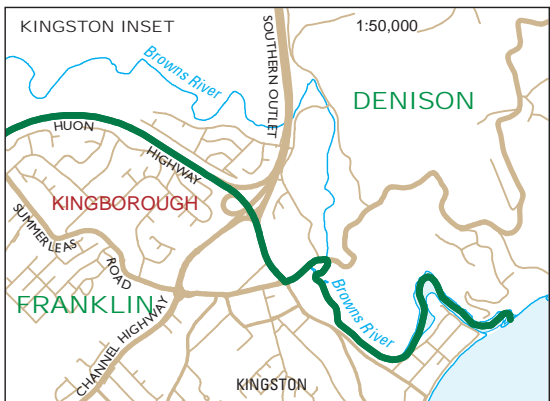 KINGSTON INSET
1:50,000
SOUTHERN OUTLET
Browns River
DENISON
HUON
HIGHWAY
KINGBOROUGH
SUMMERLEAS
ROAD
FRANKLIN
CHANNEL HIGHWAY
Browns River
KINGSTON